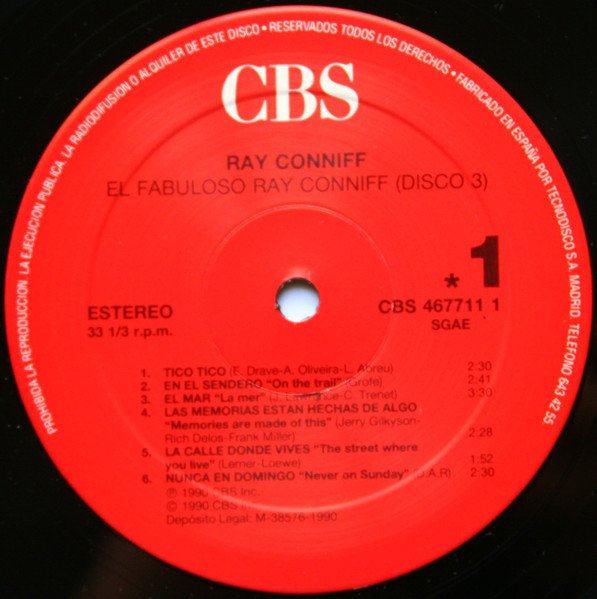 PROHIBIDA LA REPRODUCCION. LA EJECUCION PUBLICA. LA RADIODIFUSION O ALQUILER DE ESTE DISCO • RESERVADOS TODOS LOS DERECHOS • FABRICADO EN ESPAÑA POR TECNODISCO S.A. MADRID. TELEFONO 643 42 55.
CBS
RAY CONNIFF
EL FABULOSO RAY CONNIFF (DISCO 3)
* 1
ESTEREO CBS 467711 1
33 1/3 r.p.m. SGAE
1. TICO TICO (E. Drave-A. Oliveira-L. Abreu) 2:30
2. EN EL SENDERO "On the trail" (Grofe) 2:41
3. EL MAR "La mer" (J. Lawrence-C. Trenet) 3:30
4. LAS MEMORIAS ESTAN HECHAS DE ALGO
"Memories are made of this" (Jerry Gilkyson-
Rich Delos-Frank Miller) 2:28
5. LA CALLE DONDE VIVES "The street where
you live" (Lerner-Loewe) 1:52
6. NUNCA EN DOMINGO "Never on Sunday" (D.A.R) 2:30
Ⓟ 1990 CBS Inc.
© 1990 CBS
Depósito Legal: M-38576-1990